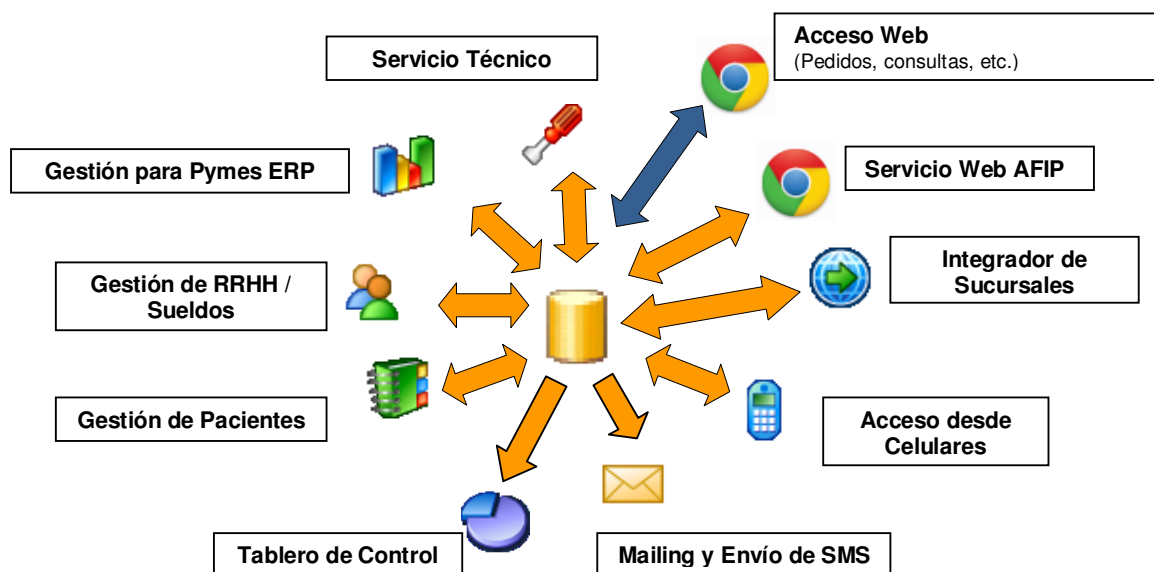 Servicio Técnico
Acceso Web
(Pedidos, consultas, etc.)
Gestión para Pymes ERP
Servicio Web AFIP
Gestión de RRHH /
Sueldos
Integrador de
Sucursales
Gestión de Pacientes
Acceso desde
Celulares
Tablero de Control
Mailing y Envío de SMS